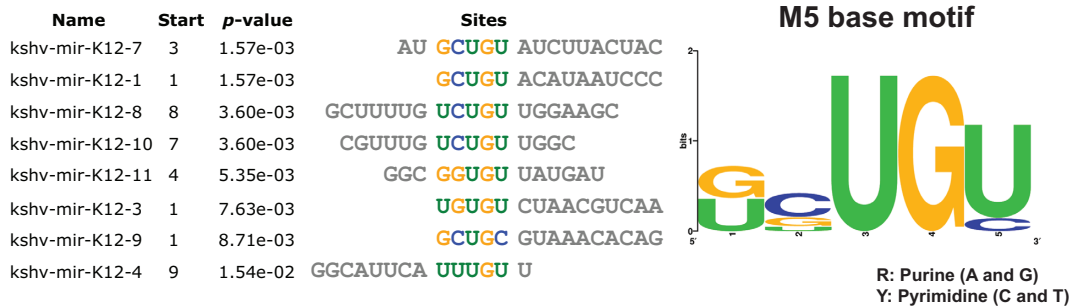 M5 base motif
Name Start p-value Sites
kshv-mir-K12-7 3 1.57e-03 AU GCUGU AUCUUACUAC
kshv-mir-K12-1 1 1.57e-03 GCUGU ACAUAAUCCC
kshv-mir-K12-8 8 3.60e-03 GCUUUUG UCUGU UGGAAGC
kshv-mir-K12-10 7 3.60e-03 CGUUUG UCUGU UGGC
kshv-mir-K12-11 4 5.35e-03 GGC GGUGU UAUGAU
kshv-mir-K12-3 1 7.63e-03 UGUGU CUAACGUCAA
kshv-mir-K12-9 1 8.71e-03 GCUGC GUAAACACAG
kshv-mir-K12-4 9 1.54e-02 GGCAUUCA UUUGU U
2
bits
1
0
G C U G U
U G C
U
5′ 1 2 3 4 5 3′
R: Purine (A and G)
Y: Pyrimidine (C and T)